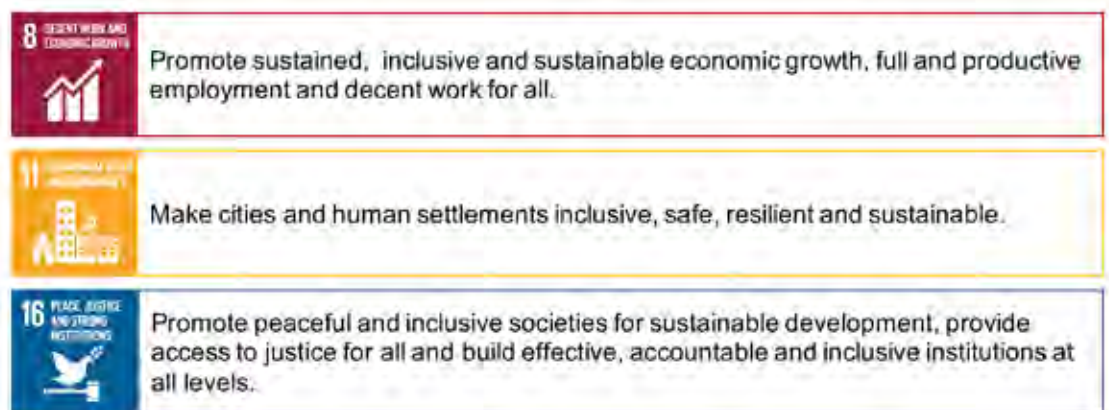 8 DECENT WORK AND
ECONOMIC GROWTH
Promote sustained, inclusive and sustainable economic growth, full and productive
employment and decent work for all.
11
Make cities and human settlements inclusive, safe, resilient and sustainable.
16 PEACE, JUSTICE
AND STRONG
INSTITUTIONS
Promote peaceful and inclusive societies for sustainable development, provide
access to justice for all and build effective, accountable and inclusive institutions at
all levels.